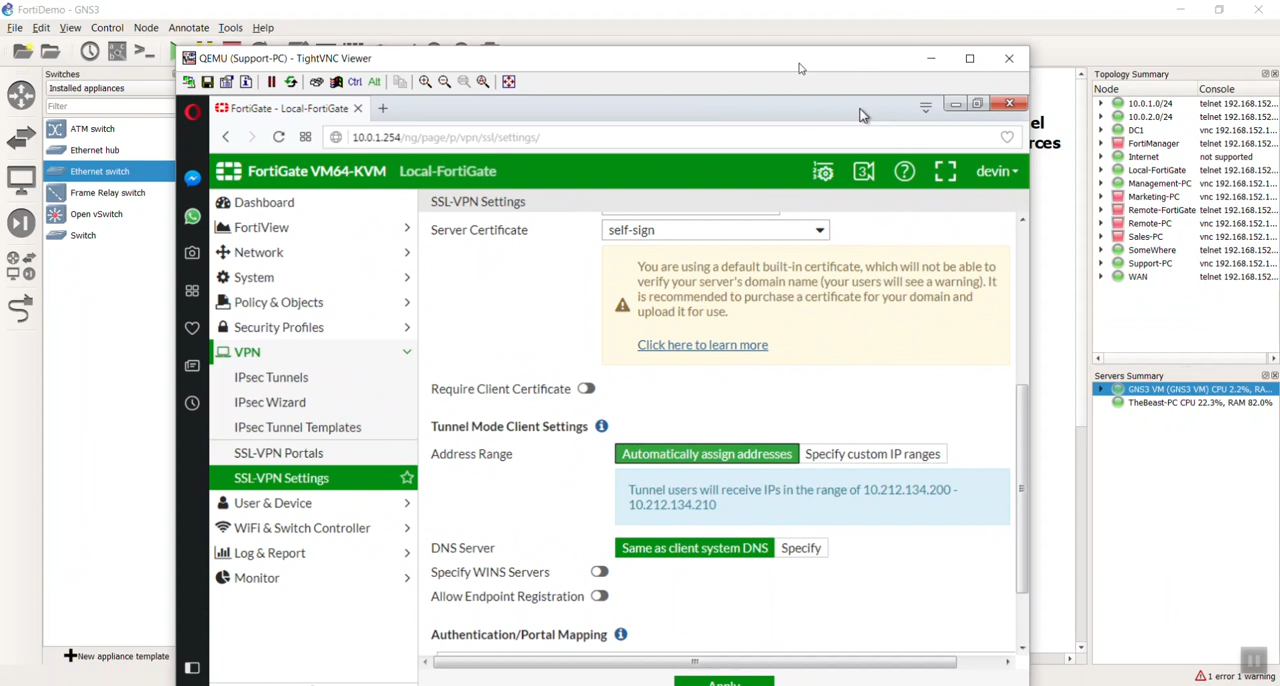 FortiDemo - GNS3
File Edit View Control Node Annotate Tools Help
Switches
Installed appliances
Filter
ATM switch
Ethernet hub
Ethernet switch
Frame Relay switch
Open vSwitch
Switch
New appliance template
QEMU (Support-PC) - TightVNC Viewer
Ctrl Alt
FortiGate - Local-FortiGate
10.0.1.254/ng/page/p/vpn/ssl/settings/
FortiGate VM64-KVM Local-FortiGate
3
devin
Dashboard
FortiView
Network
System
Policy & Objects
Security Profiles
VPN
IPsec Tunnels
IPsec Wizard
IPsec Tunnel Templates
SSL-VPN Portals
SSL-VPN Settings
User & Device
WiFi & Switch Controller
Log & Report
Monitor
SSL-VPN Settings
Server Certificate self-sign
You are using a default built-in certificate, which will not be able to
verify your server's domain name (your users will see a warning). It
is recommended to purchase a certificate for your domain and
upload it for use.
Click here to learn more
Require Client Certificate
Tunnel Mode Client Settings
Address Range Automatically assign addresses Specify custom IP ranges
Tunnel users will receive IPs in the range of 10.212.134.200 -
10.212.134.210
DNS Server Same as client system DNS Specify
Specify WINS Servers
Allow Endpoint Registration
Authentication/Portal Mapping
Apply
el
rces
Topology Summary
Node Console
10.0.1.0/24 telnet 192.168.152...
10.0.2.0/24 telnet 192.168.152...
DC1 vnc 192.168.152.1...
FortiManager telnet 192.168.152...
Internet not supported
Local-FortiGate telnet 192.168.152...
Management-PC vnc 192.168.152.1...
Marketing-PC vnc 192.168.152.1...
Remote-FortiGate telnet 192.168.152...
Remote-PC vnc 192.168.152.1...
Sales-PC vnc 192.168.152.1...
SomeWhere telnet 192.168.152...
Support-PC vnc 192.168.152.1...
WAN telnet 192.168.152...
Servers Summary
GNS3 VM (GNS3 VM) CPU 2.2%, RA...
TheBeast-PC CPU 22.3%, RAM 82.0%
1 error 1 warning